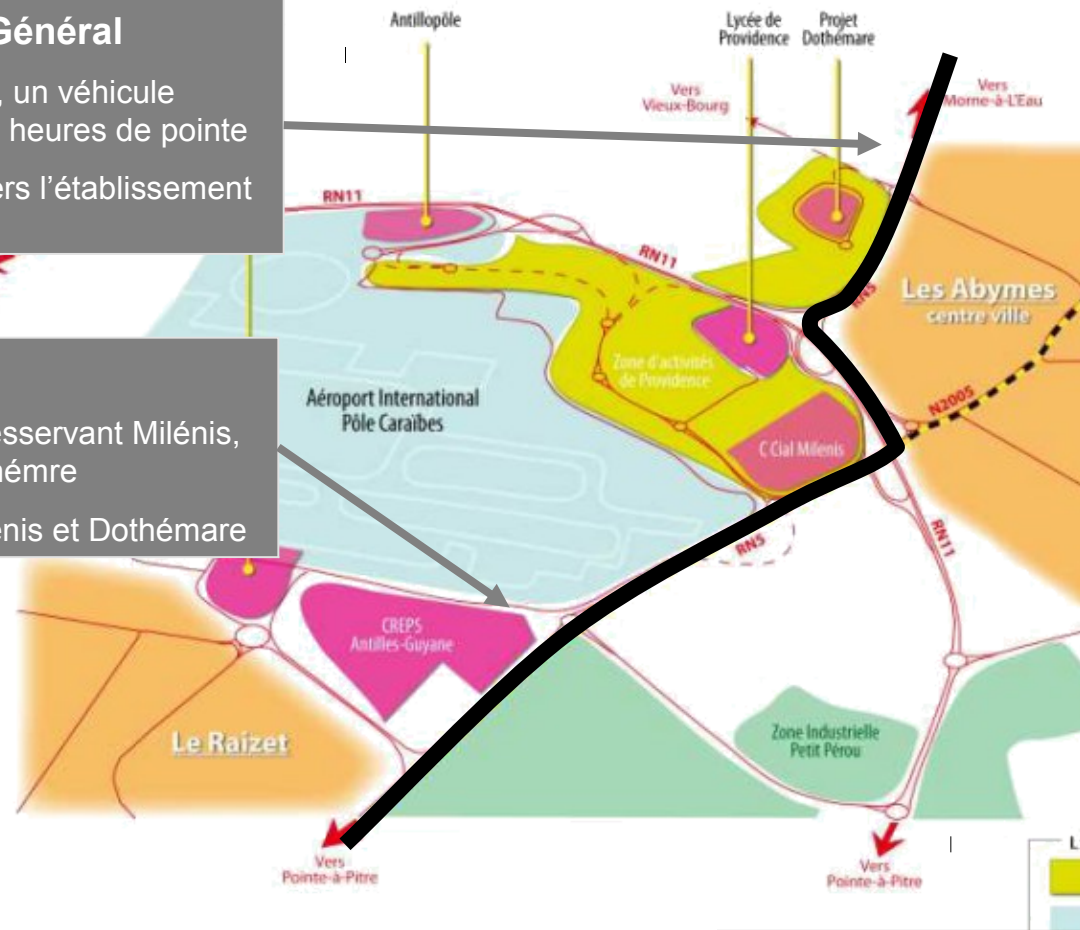 Général
, un véhicule
heures de pointe
ers l'établissement
Antillopôle
Lycée de
Providence
Projet
Dothémare
Vers
Vieux-Bourg
Vers
Morne-à-L'Eau
RN11
RN11
RN5
Les Abymes
centre ville
esservant Milénis,
hémre
énis et Dothémare
Aéroport International
Pôle Caraïbes
Zone d'activités
de Providence
N2005
C Cial Milenis
RN5
RN11
CREPS
Antilles-Guyane
Le Raizet
Zone Industrielle
Petit Pérou
Vers
Pointe-à-Pitre
Vers
Pointe-à-Pitre
L